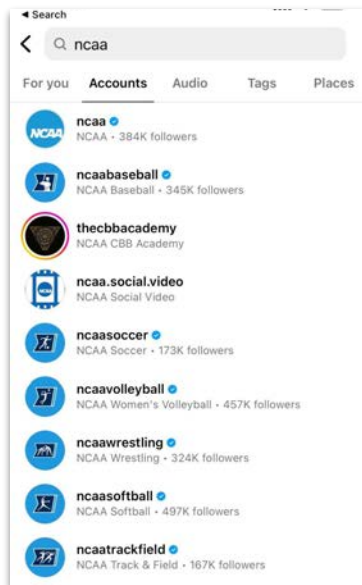 ◄ Search
ncaa
For you Accounts Audio Tags Places
NCAA
ncaa
NCAA • 384K followers
ncaabaseball
NCAA Baseball • 345K followers
thecbbacademy
NCAA CBB Academy
ncaa.social.video
NCAA Social Video
ncaasoccer
NCAA Soccer • 173K followers
ncaavolleyball
NCAA Women's Volleyball • 457K followers
ncaawrestling
NCAA Wrestling • 324K followers
ncaasoftball
NCAA Softball • 497K followers
ncaatrackfield
NCAA Track & Field • 167K followers